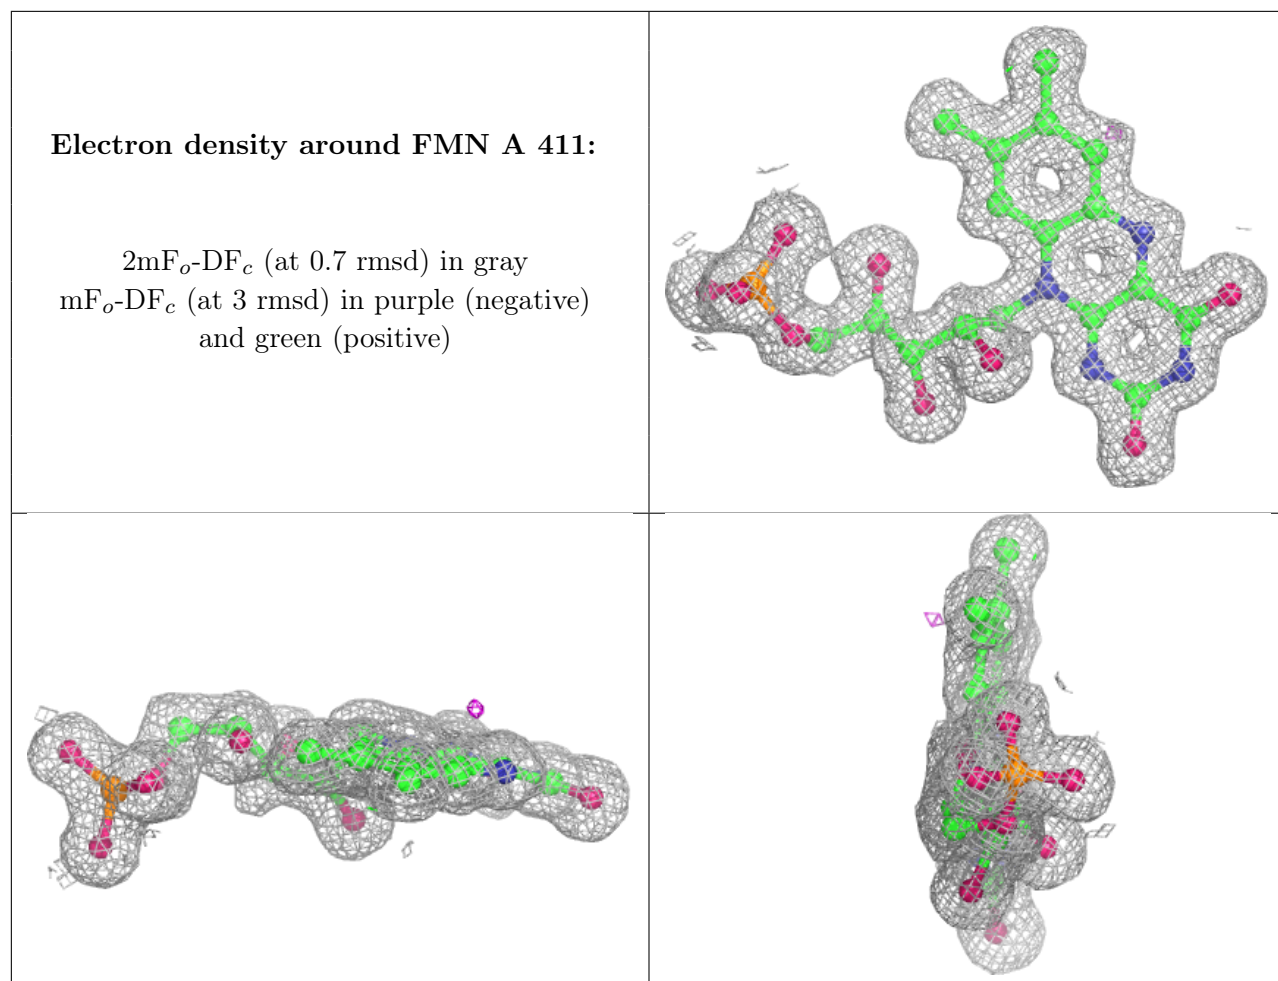 Electron density around FMN A 411:
2mFo-DFc (at 0.7 rmsd) in gray
mFo-DFc (at 3 rmsd) in purple (negative)
and green (positive)